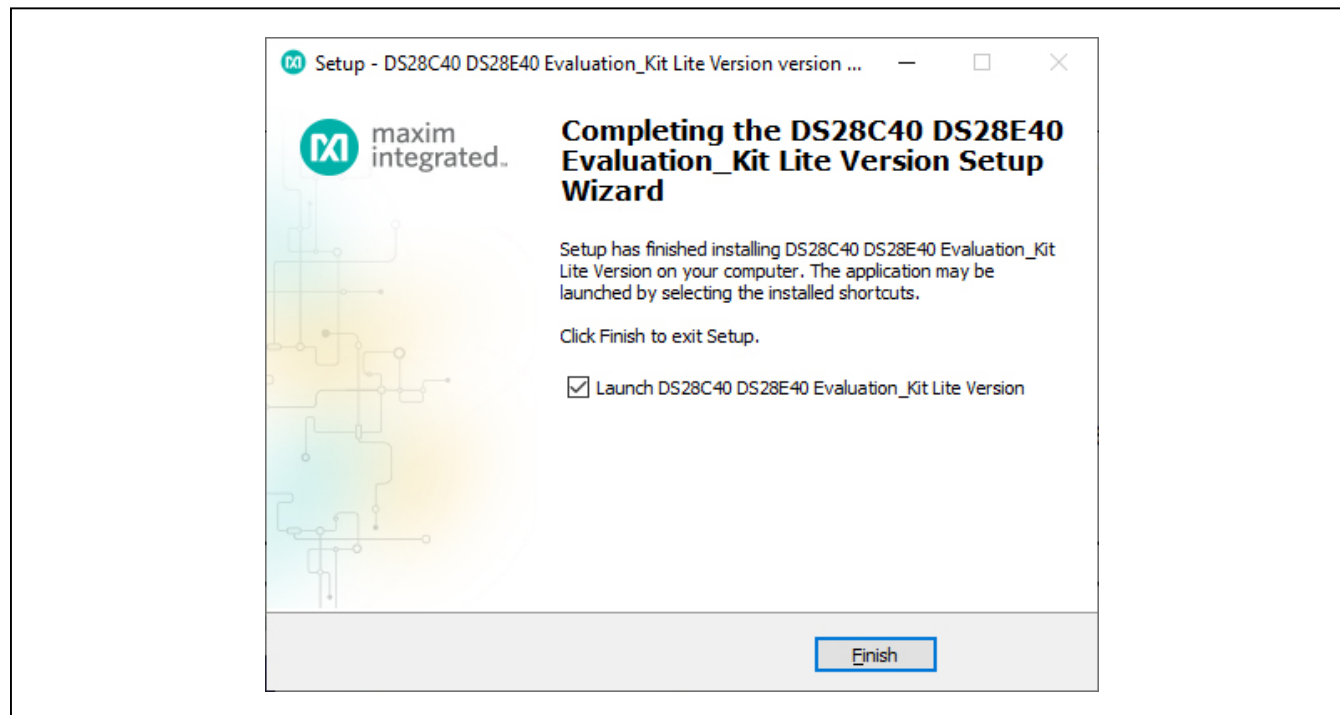 Setup - DS28C40 DS28E40 Evaluation_Kit Lite Version version ...
maxim
integrated™
Completing the DS28C40 DS28E40
Evaluation_Kit Lite Version Setup
Wizard
Setup has finished installing DS28C40 DS28E40 Evaluation_Kit
Lite Version on your computer. The application may be
launched by selecting the installed shortcuts.
Click Finish to exit Setup.
Launch DS28C40 DS28E40 Evaluation_Kit Lite Version
Finish